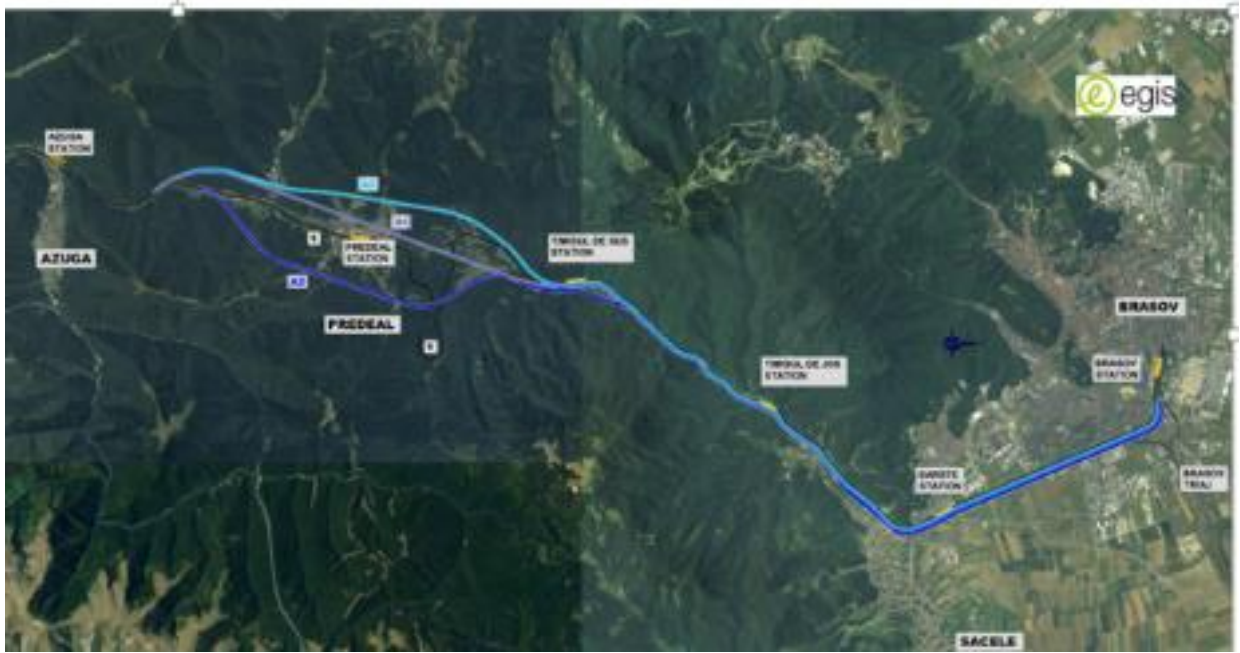 egis
AZUGA
STATION
AZUGA
PREDEAL
STATION
A2
PREDEAL
TIMISUL DE SUS
STATION
TIMISUL DE JOS
STATION
BRASOV
BRASOV
STATION
DARSTE
STATION
BRASOV
TRIAJ
SACELE